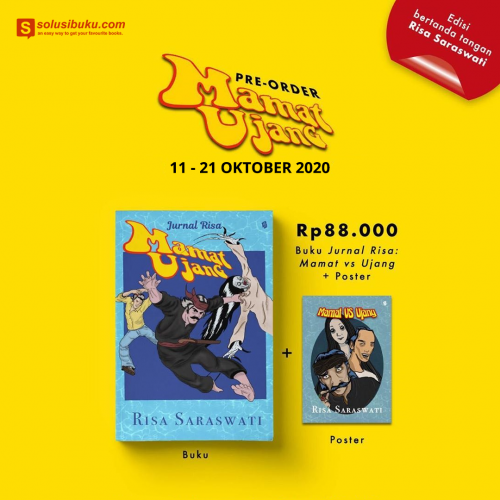 solusibuku.com
an easy way to get your favourite books.
Edisi
bertanda tangan
Risa Saraswati
PRE-ORDER
Mamat
Ujang
11 - 21 OKTOBER 2020
Jurnal Risa
Mamat
Ujang
RISA SARASWATI
Buku
Rp88.000
Buku Jurnal Risa:
Mamat vs Ujang
+ Poster
+
Mamat VS Ujang
RISA SARASWATI
Poster